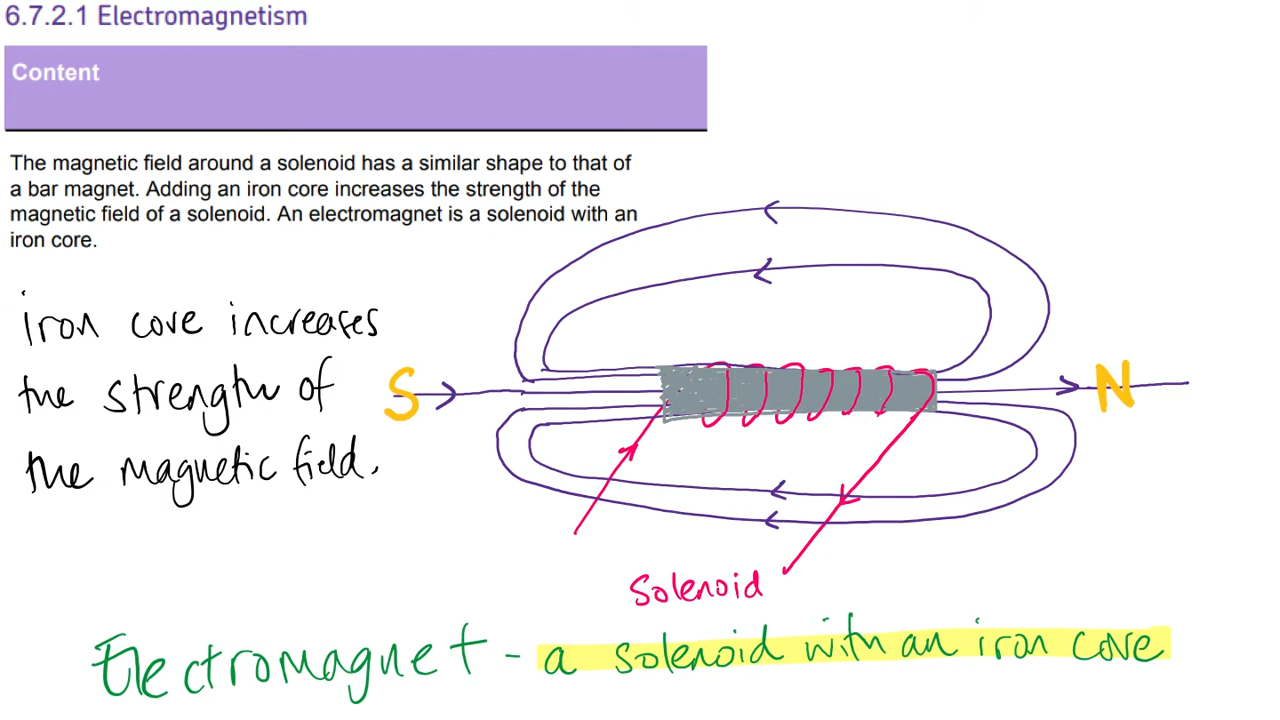 6.7.2.1 Electromagnetism
Content
The magnetic field around a solenoid has a similar shape to that of
a bar magnet. Adding an iron core increases the strength of the
magnetic field of a solenoid. An electromagnet is a solenoid with an
iron core.
iron core increases
the strength of
the magnetic field.
S
N
Solenoid
Electromagnet - a solenoid with an iron core